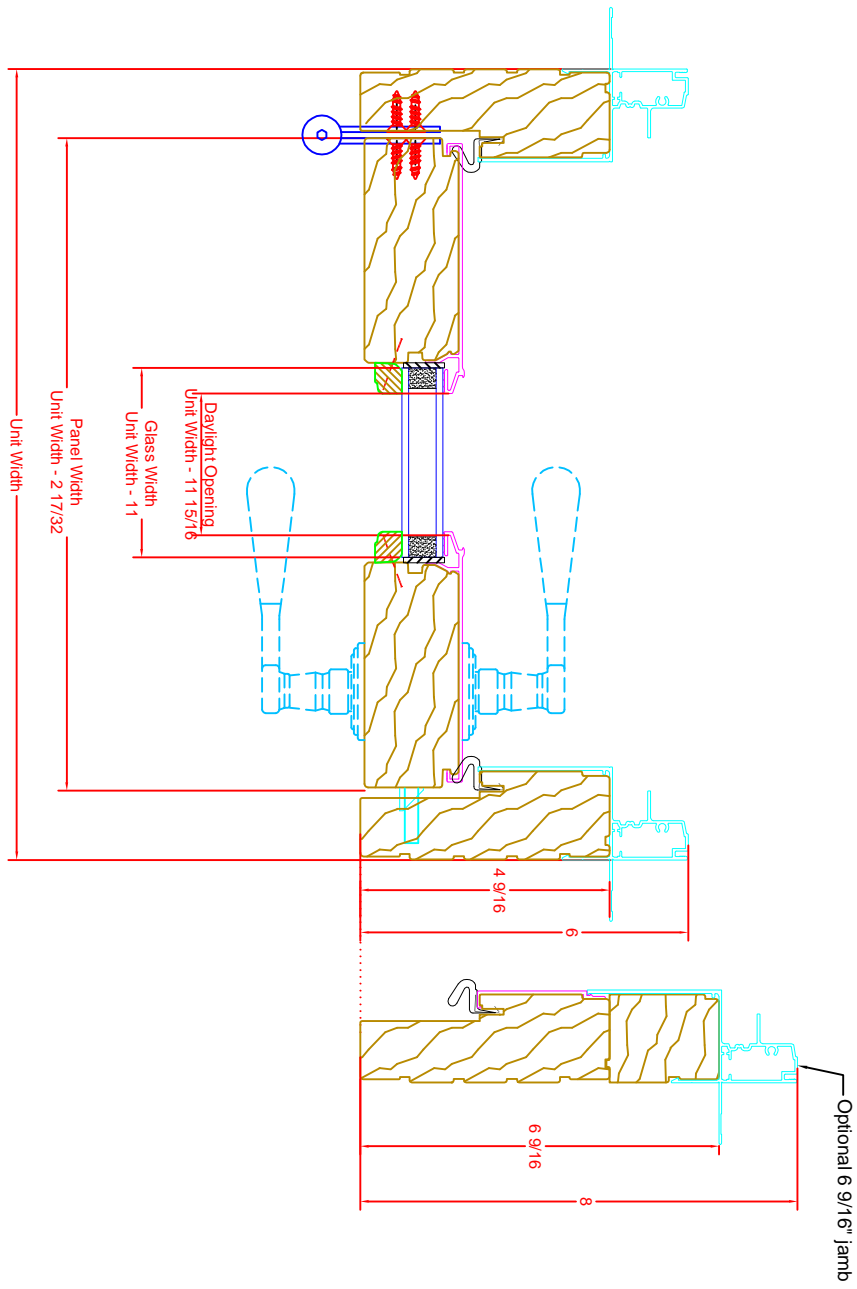 Optional 6 9/16" jamb
4 9/16
6
6 9/16
8
Daylight Opening
Unit Width - 11 15/16
Glass Width
Unit Width - 11
Panel Width
Unit Width - 2 17/32
Unit Width